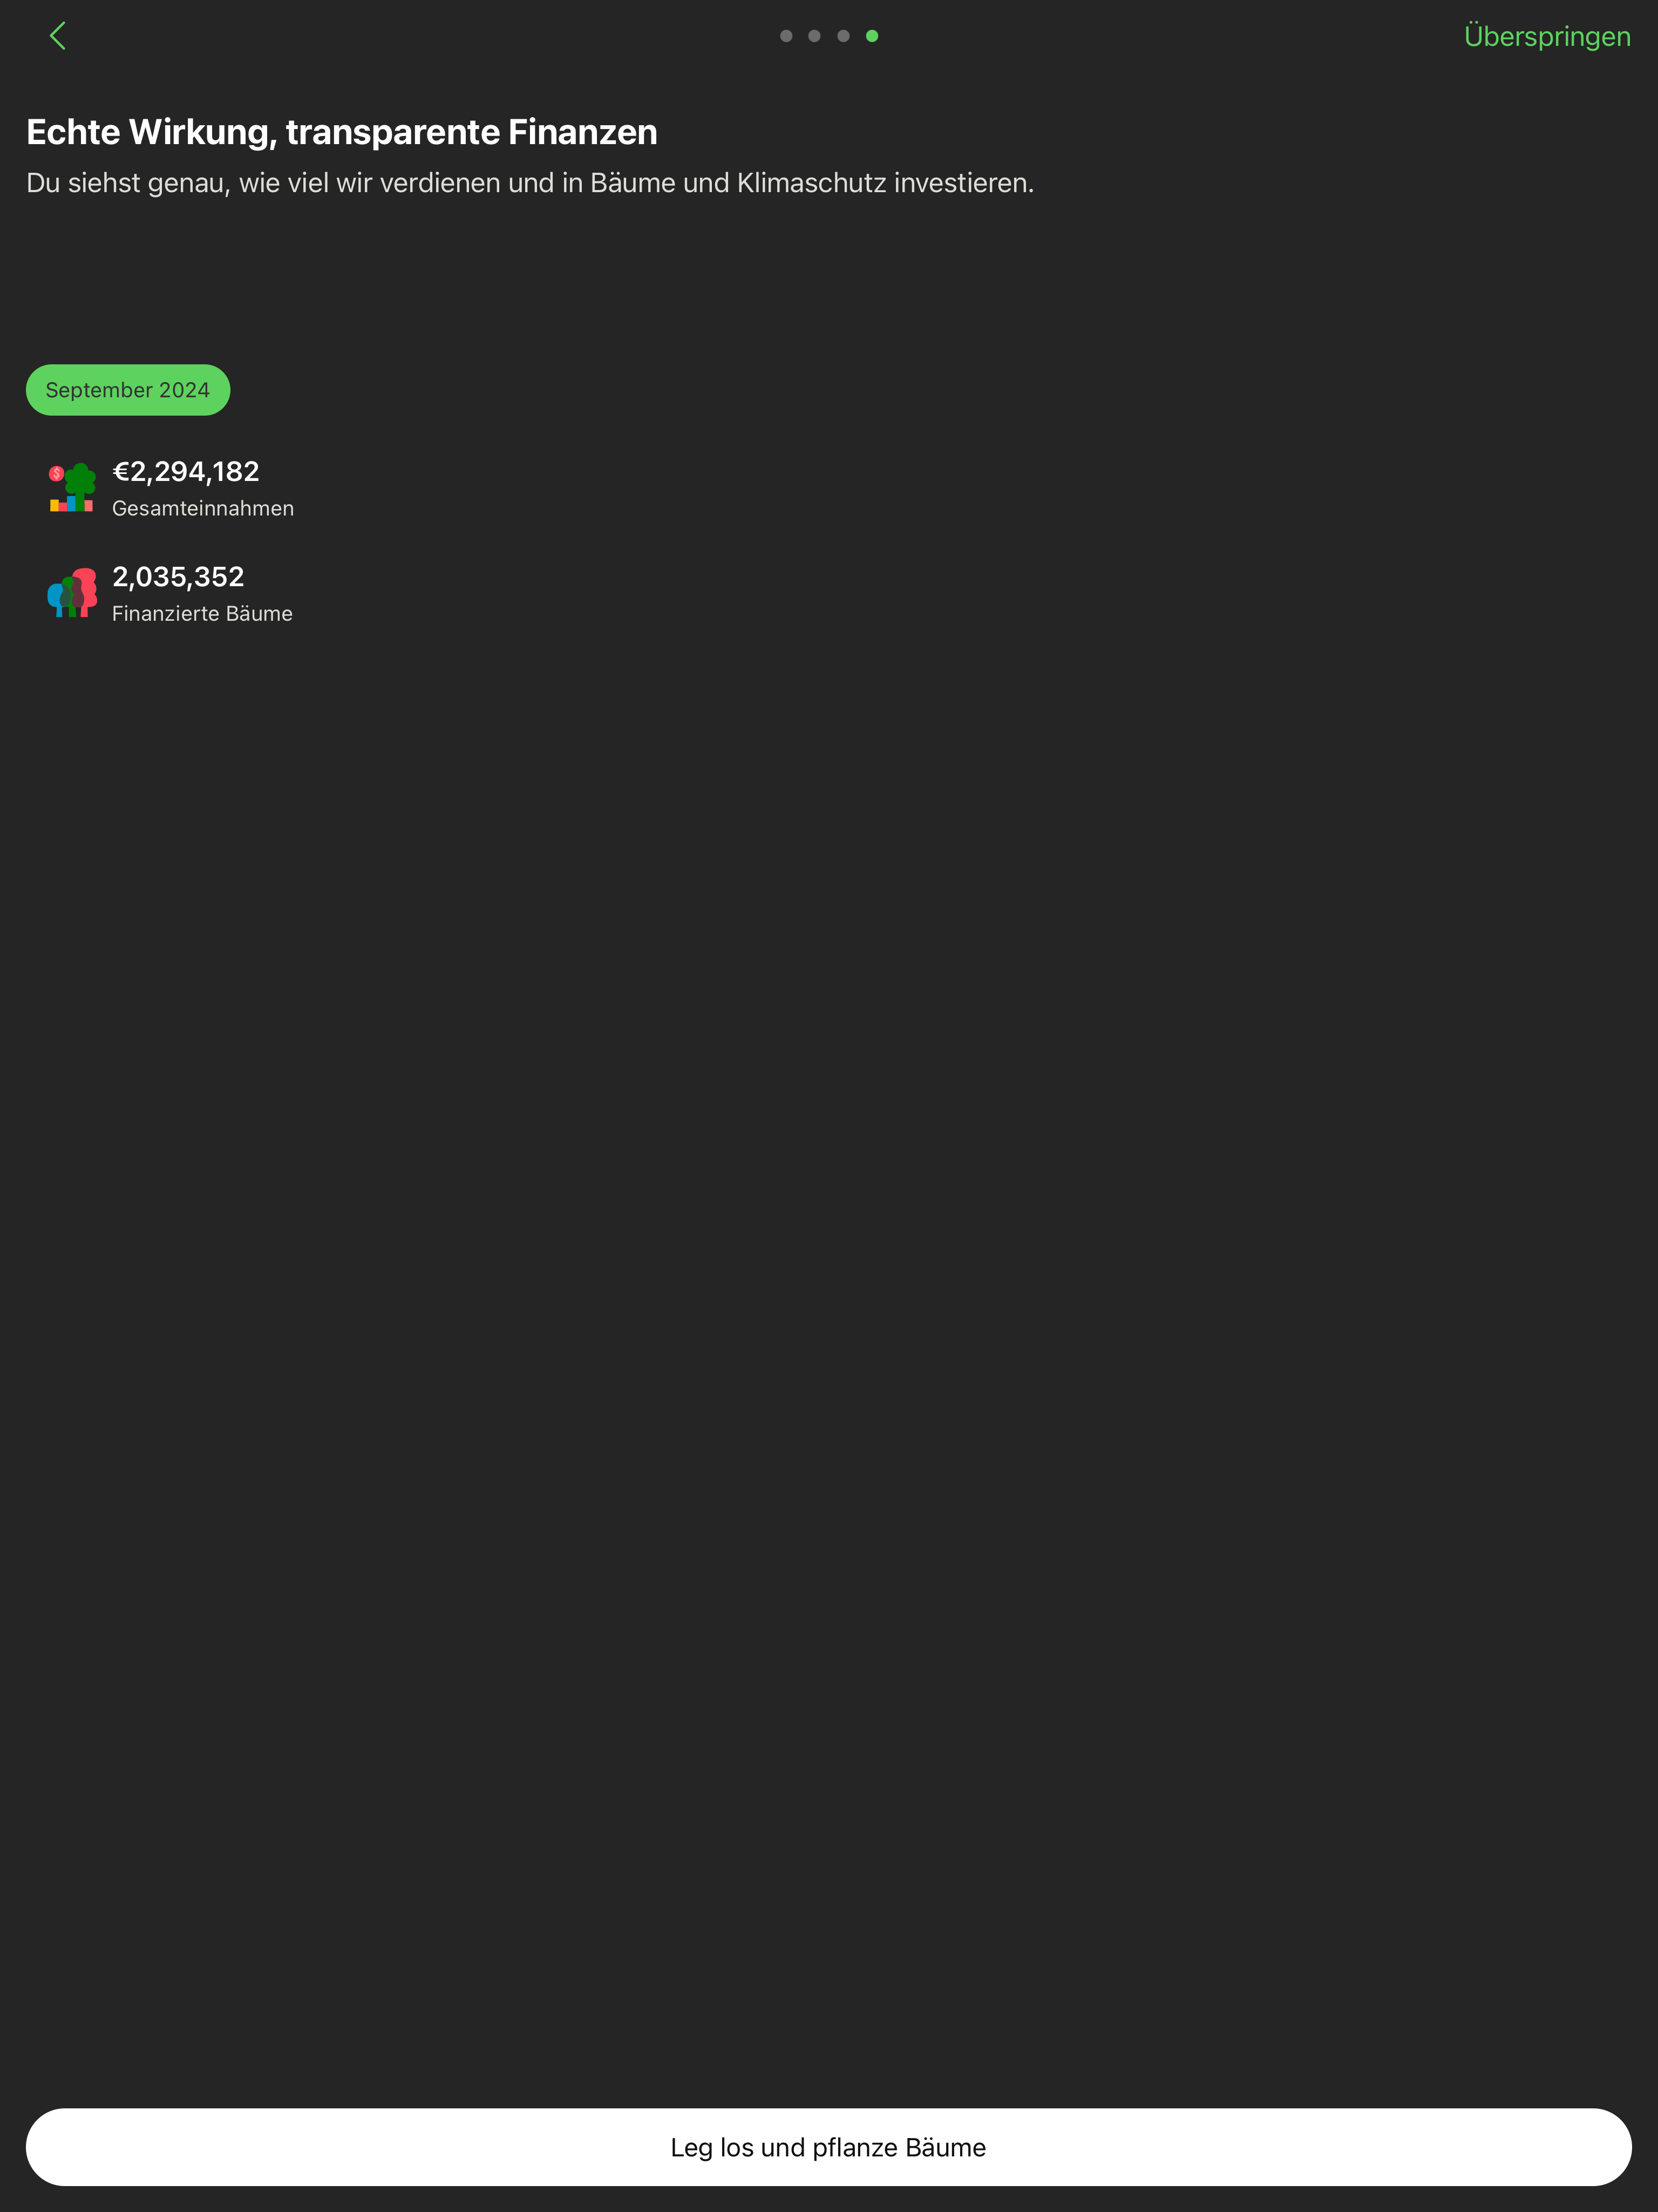 Überspringen
Echte Wirkung, transparente Finanzen
Du siehst genau, wie viel wir verdienen und in Bäume und Klimaschutz investieren.
September 2024
€2,294,182
Gesamteinnahmen
2,035,352
Finanzierte Bäume
Leg los und pflanze Bäume